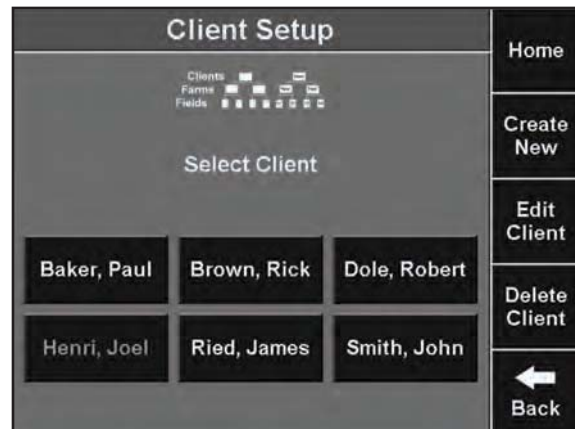 Client Setup
Clients
Farms
Fields
Select Client
Baker, Paul
Brown, Rick
Dole, Robert
Henri, Joel
Ried, James
Smith, John
Home
Create
New
Edit
Client
Delete
Client
Back